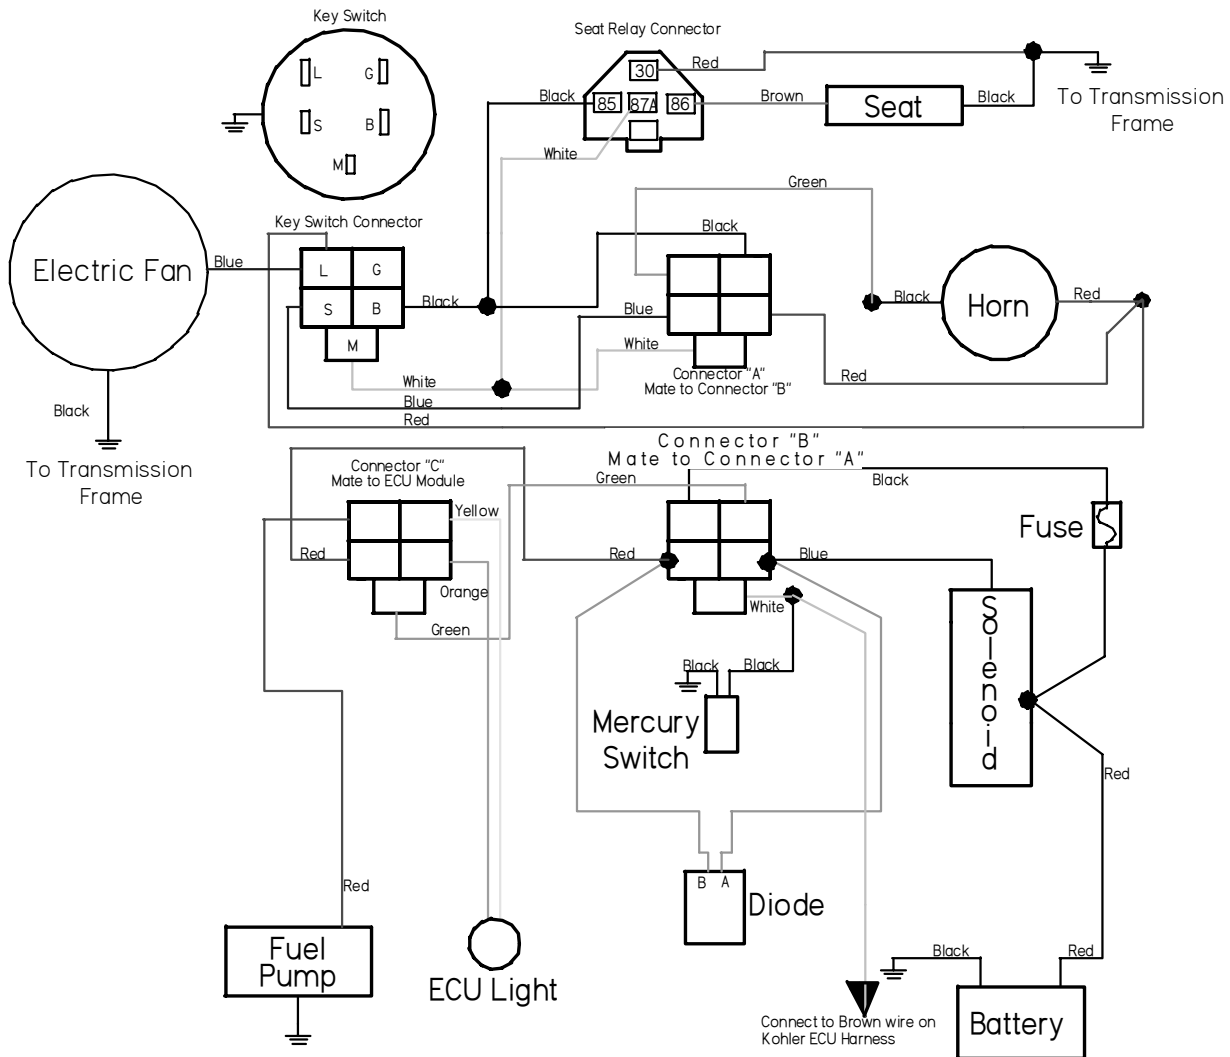 Key Switch
L
G
S
B
M
Seat Relay Connector
30
Red
Black
85
87A
86
Brown
Seat
Black
To Transmission
Frame
White
Green
Electric Fan
Blue
Key Switch Connector
L
G
S
B
M
Black
Black
Blue
White
Connector "A"
Mate to Connector "B"
Black
Horn
Red
Red
White
Blue
Red
Black
To Transmission
Frame
Connector "B"
Mate to Connector "A"
Connector "C"
Mate to ECU Module
Green
Black
Yellow
Red
Orange
Green
Red
Blue
White
Fuse
Solenoid
Black
Black
Mercury
Switch
Red
B
A
Diode
Red
Fuel
Pump
ECU Light
Black
Red
Battery
Connect to Brown wire on
Kohler ECU Harness